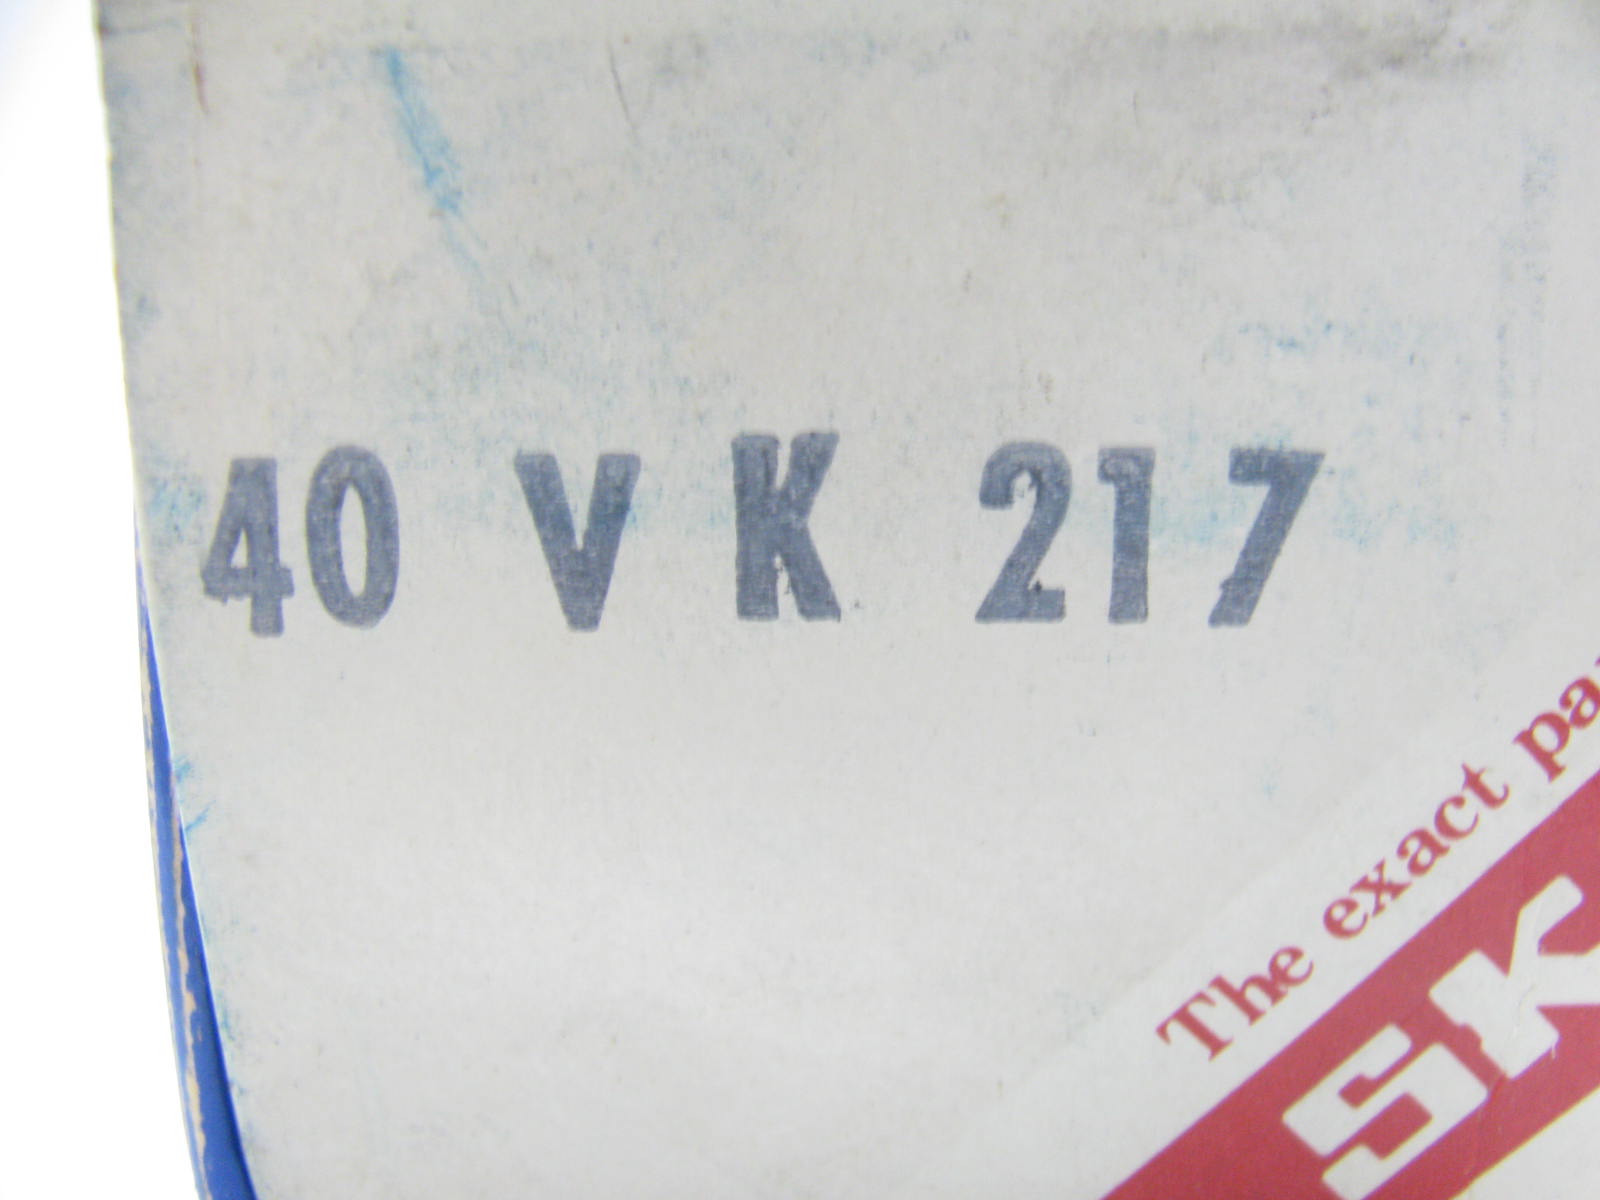 40 V K 217
The exact pa
SK